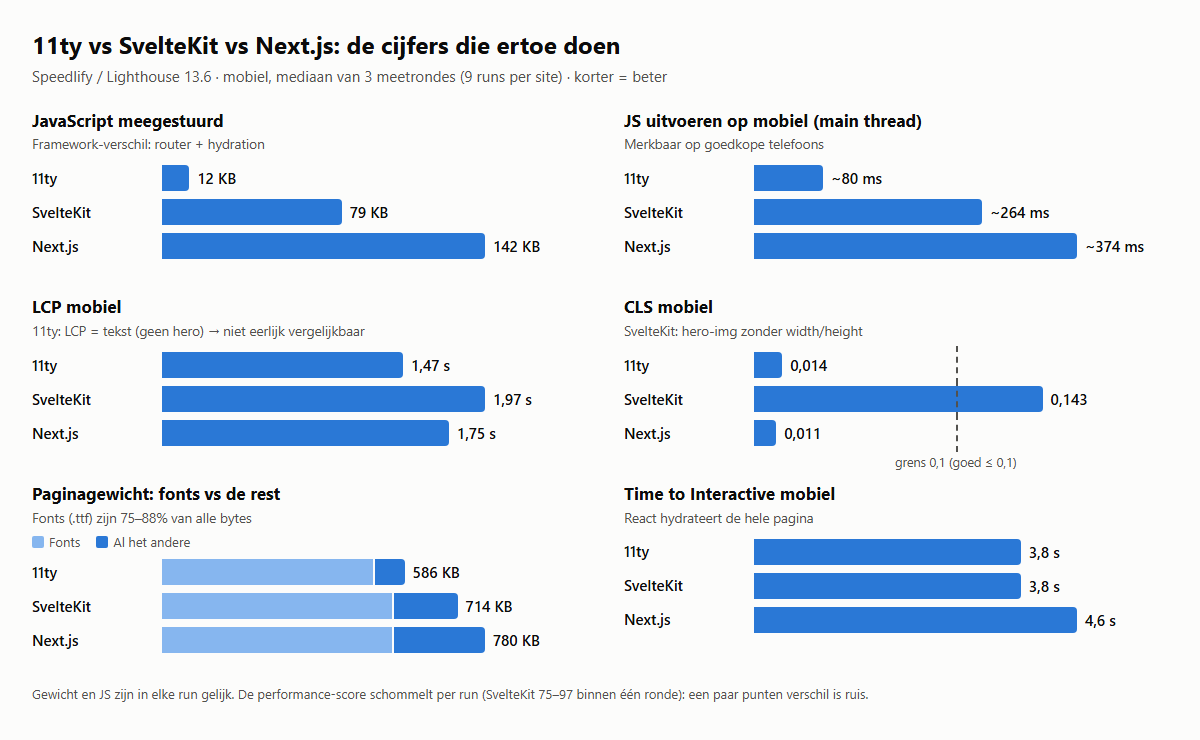 11ty vs SvelteKit vs Next.js: de cijfers die ertoe doen
Speedlify / Lighthouse 13.6 · mobiel, mediaan van 3 meetrondes (9 runs per site) · korter = beter
JavaScript meegestuurd
Framework-verschil: router + hydration
11ty 12 KB
SvelteKit 79 KB
Next.js 142 KB
JS uitvoeren op mobiel (main thread)
Merkbaar op goedkope telefoons
11ty ~80 ms
SvelteKit ~264 ms
Next.js ~374 ms
LCP mobiel
11ty: LCP = tekst (geen hero) → niet eerlijk vergelijkbaar
11ty 1,47 s
SvelteKit 1,97 s
Next.js 1,75 s
CLS mobiel
SvelteKit: hero-img zonder width/height
11ty 0,014
SvelteKit 0,143
Next.js 0,011
grens 0,1 (goed ≤ 0,1)
Paginagewicht: fonts vs de rest
Fonts (.ttf) zijn 75–88% van alle bytes
Fonts Al het andere
11ty 586 KB
SvelteKit 714 KB
Next.js 780 KB
Time to Interactive mobiel
React hydrateert de hele pagina
11ty 3,8 s
SvelteKit 3,8 s
Next.js 4,6 s
Gewicht en JS zijn in elke run gelijk. De performance-score schommelt per run (SvelteKit 75–97 binnen één ronde): een paar punten verschil is ruis.